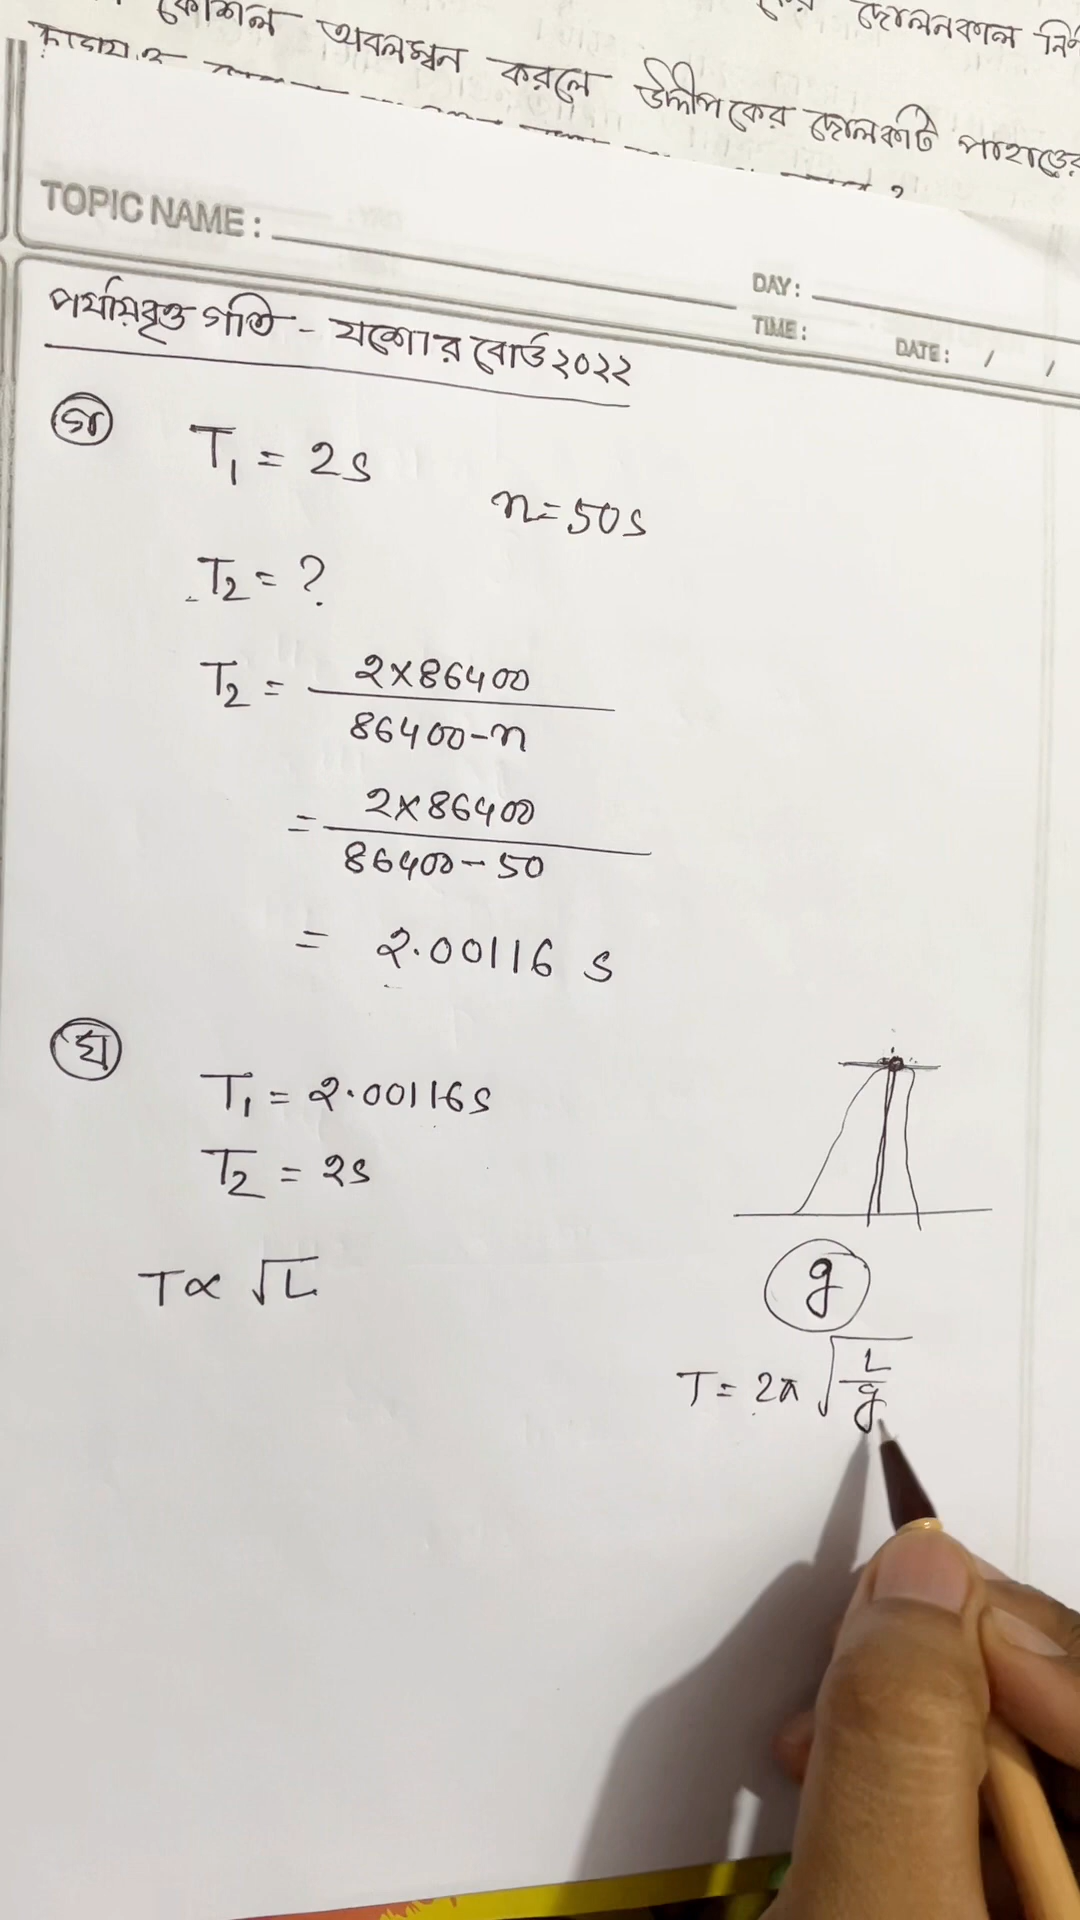 কৌশল অবলম্বন করলে উদ্দীপকের দোলকটি পাহাড়ের
দোলনকাল
TOPIC NAME :
DAY :
TIME :
DATE : / /
পর্যায়বৃত্ত গতি - যশোর বোর্ড ২০২২
গ
T₁ = 2s
n = 50s
T₂ = ?
T₂ = 2×86400 / 86400-n
= 2×86400 / 86400-50
= 2.00116 s
ঘ
T₁ = 2.00116s
T₂ = 2s
T ∝ √L
g
T = 2π √L/g